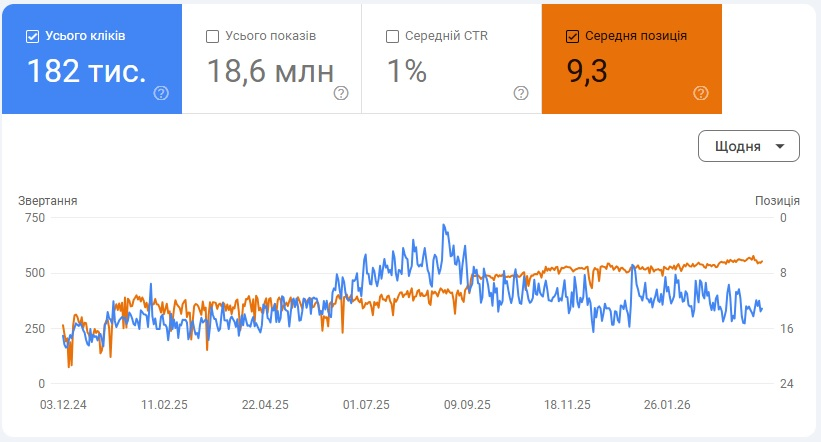 Усього кліків
182 тис.
Усього показів
18,6 млн
Середній CTR
1%
Середня позиція
9,3
Щодня
Звертання
Позиція
750
0
500
8
250
16
0
24
03.12.24
11.02.25
22.04.25
01.07.25
09.09.25
18.11.25
26.01.26